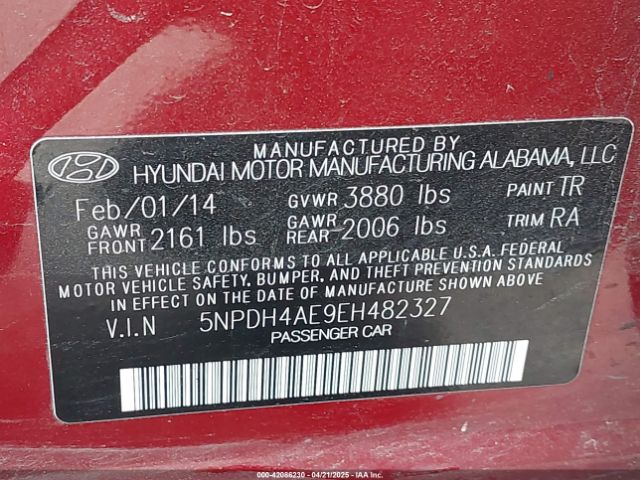 MANUFACTURED BY
HYUNDAI MOTOR MANUFACTURING ALABAMA, LLC
Feb/01/14 GVWR 3880 lbs PAINT TR
GAWR FRONT 2161 lbs GAWR REAR 2006 lbs TRIM RA
THIS VEHICLE CONFORMS TO ALL APPLICABLE U.S.A. FEDERAL
MOTOR VEHICLE SAFETY, BUMPER, AND THEFT PREVENTION STANDARDS
IN EFFECT ON THE DATE OF MANUFACTURE SHOWN ABOVE.
V.I.N 5NPDH4AE9EH482327
PASSENGER CAR
000-42086230 - 04/21/2025 - IAA Inc.